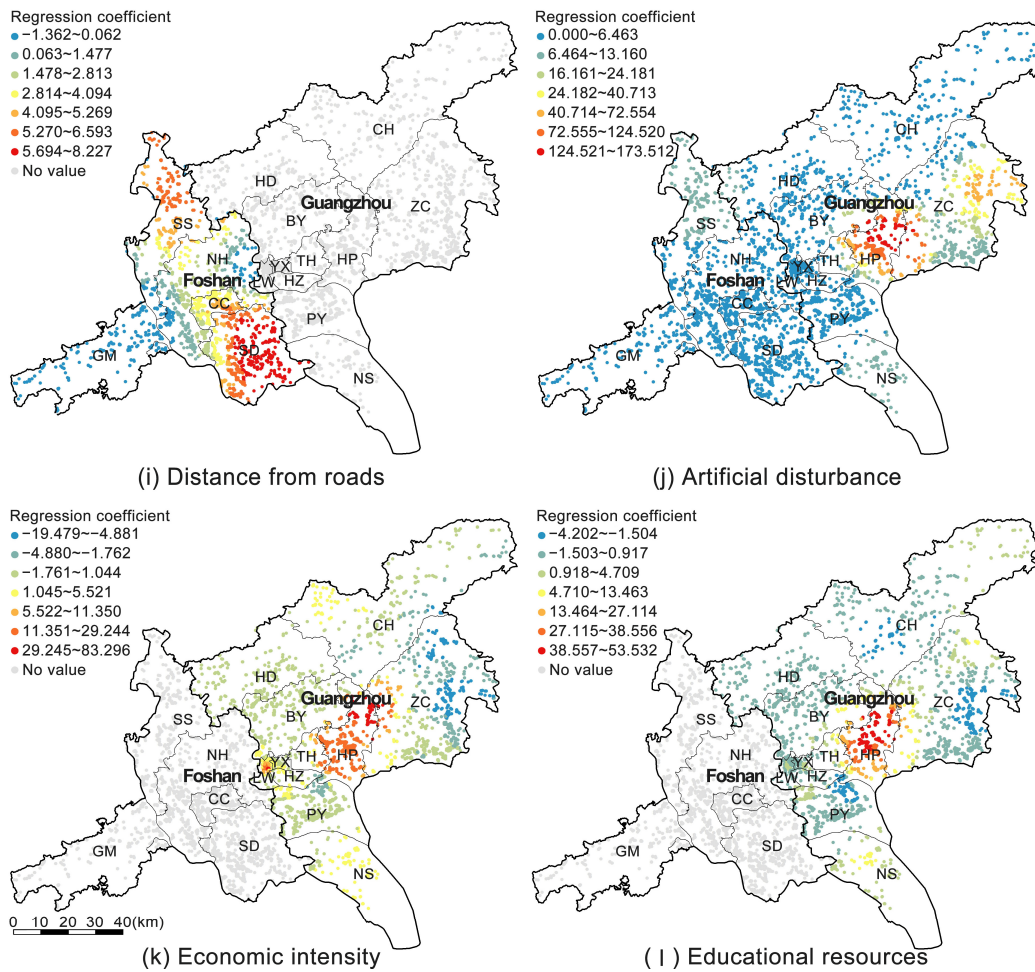 Regression coefficient
−1.362~0.062
0.063~1.477
1.478~2.813
2.814~4.094
4.095~5.269
5.270~6.593
5.694~8.227
No value
CH
HD
Guangzhou
ZC
BY
SS
NH
TH
HP
YX
Foshan
LW
HZ
CC
PY
GM
SD
NS
(i) Distance from roads
Regression coefficient
0.000~6.463
6.464~13.160
16.161~24.181
24.182~40.713
40.714~72.554
72.555~124.520
124.521~173.512
CH
HD
Guangzhou
ZC
BY
SS
NH
TH
HP
YX
Foshan
LW
HZ
CC
PY
GM
SD
NS
(j) Artificial disturbance
Regression coefficient
−19.479~−4.881
−4.880~−1.762
−1.761~1.044
1.045~5.521
5.522~11.350
11.351~29.244
29.245~83.296
No value
CH
HD
Guangzhou
ZC
BY
SS
NH
TH
HP
YX
Foshan
LW
HZ
CC
PY
GM
SD
NS
0 10 20 30 40(km)
(k) Economic intensity
Regression coefficient
−4.202~−1.504
−1.503~0.917
0.918~4.709
4.710~13.463
13.464~27.114
27.115~38.556
38.557~53.532
No value
CH
HD
Guangzhou
ZC
BY
SS
NH
TH
HP
YX
Foshan
LW
HZ
CC
PY
GM
SD
NS
( l ) Educational resources